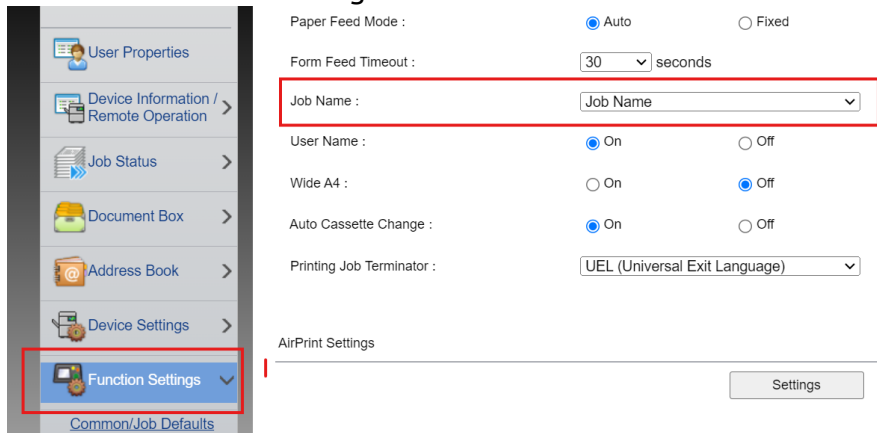 User Properties
Device Information /
Remote Operation
Job Status
Document Box
Address Book
Device Settings
Function Settings
Common/Job Defaults
Paper Feed Mode : Auto Fixed
Form Feed Timeout : 30 seconds
Job Name : Job Name
User Name : On Off
Wide A4 : On Off
Auto Cassette Change : On Off
Printing Job Terminator : UEL (Universal Exit Language)
AirPrint Settings
Settings